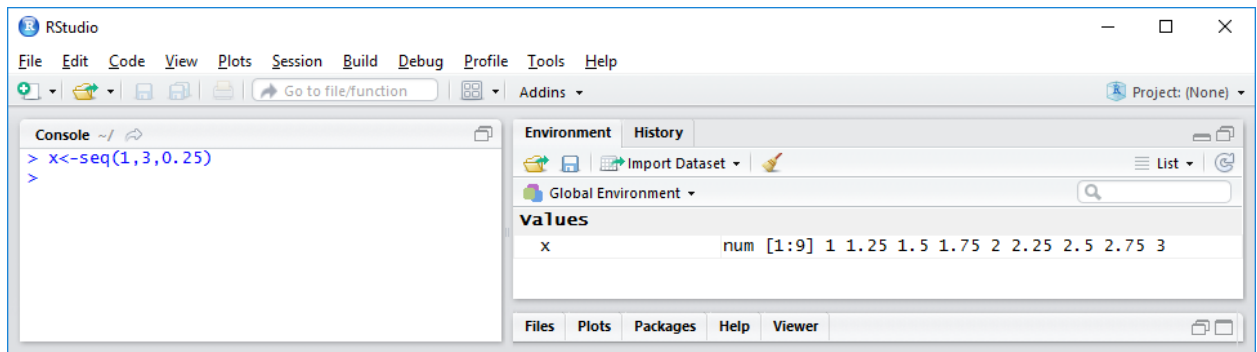 RStudio
File Edit Code View Plots Session Build Debug Profile Tools Help
Go to file/function Addins Project: (None)
Console ~/
> x<-seq(1,3,0.25)
>
Environment History
Import Dataset List
Global Environment
Values
x num [1:9] 1 1.25 1.5 1.75 2 2.25 2.5 2.75 3
Files Plots Packages Help Viewer